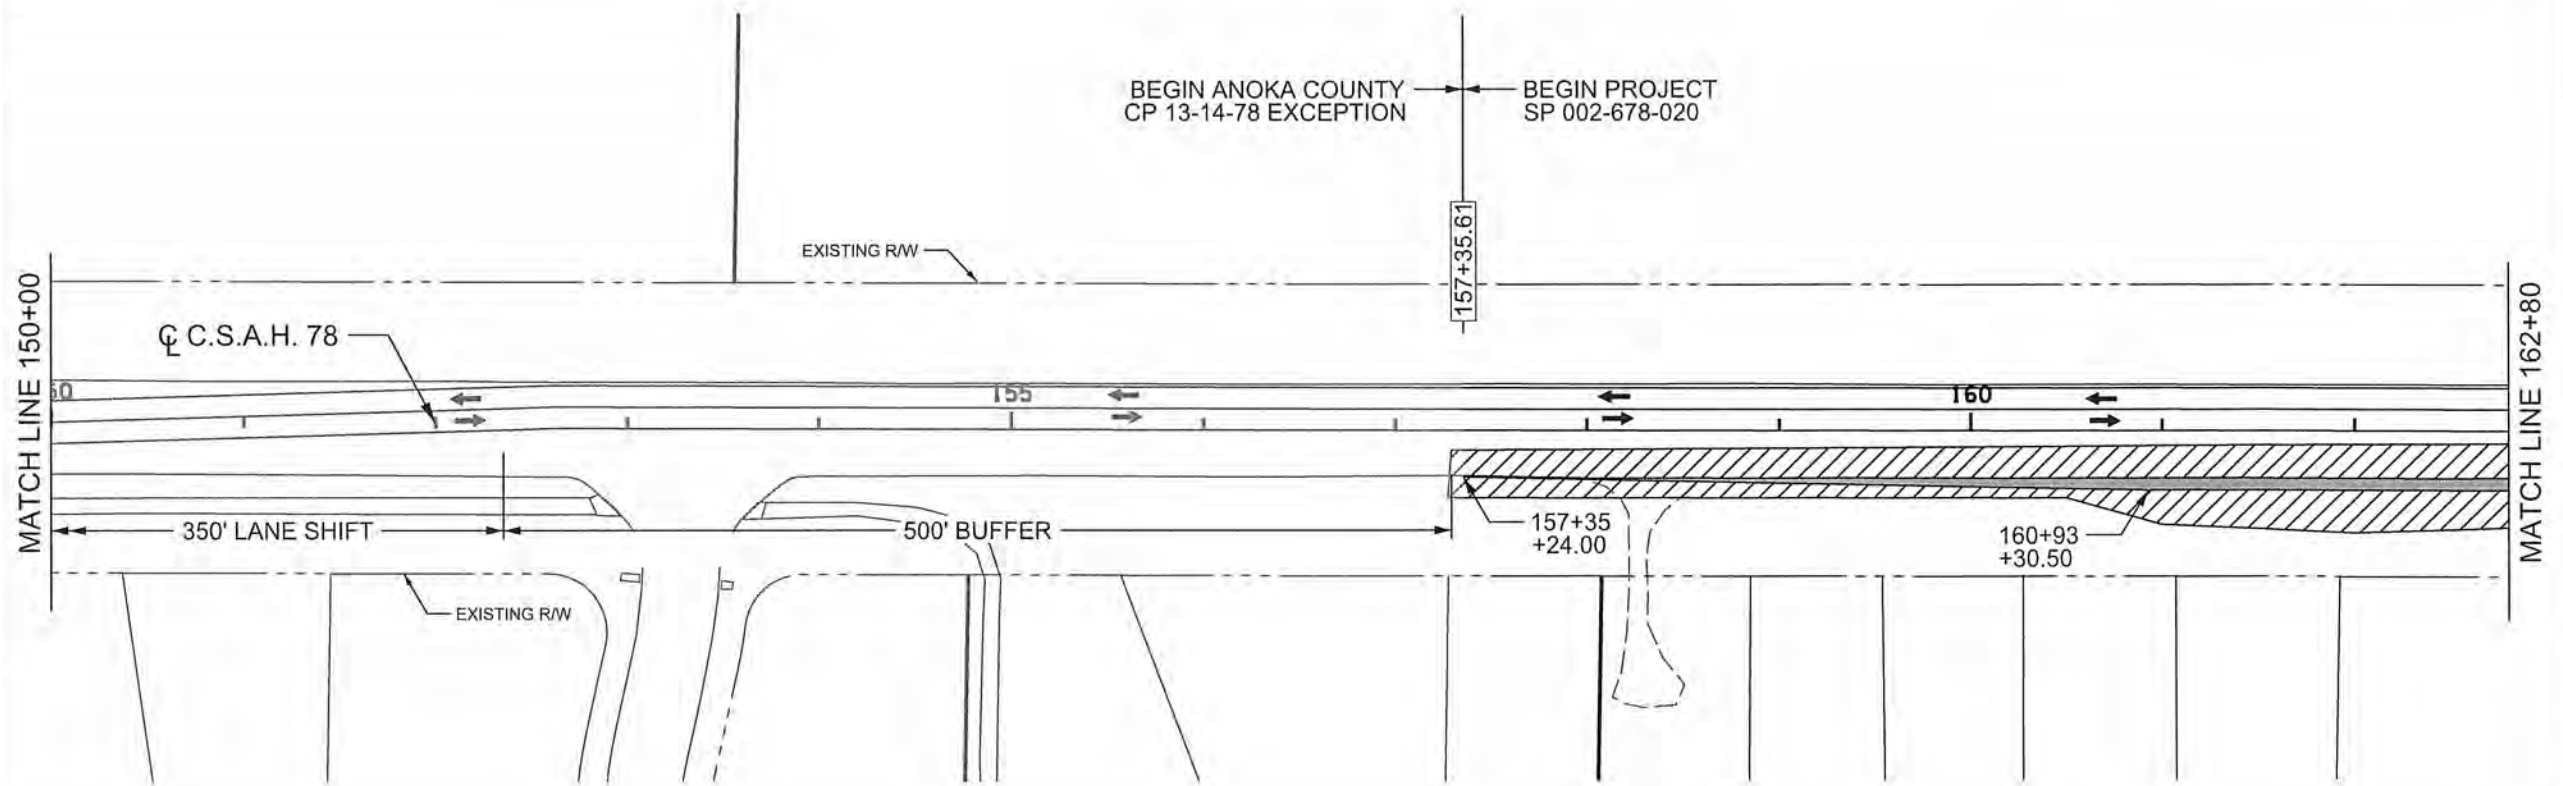 BEGIN ANOKA COUNTY
CP 13-14-78 EXCEPTION
BEGIN PROJECT
SP 002-678-020
157+35.61
EXISTING R/W
MATCH LINE 150+00
℄ C.S.A.H. 78
50
155
160
MATCH LINE 162+80
350' LANE SHIFT
500' BUFFER
157+35
+24.00
160+93
+30.50
EXISTING R/W